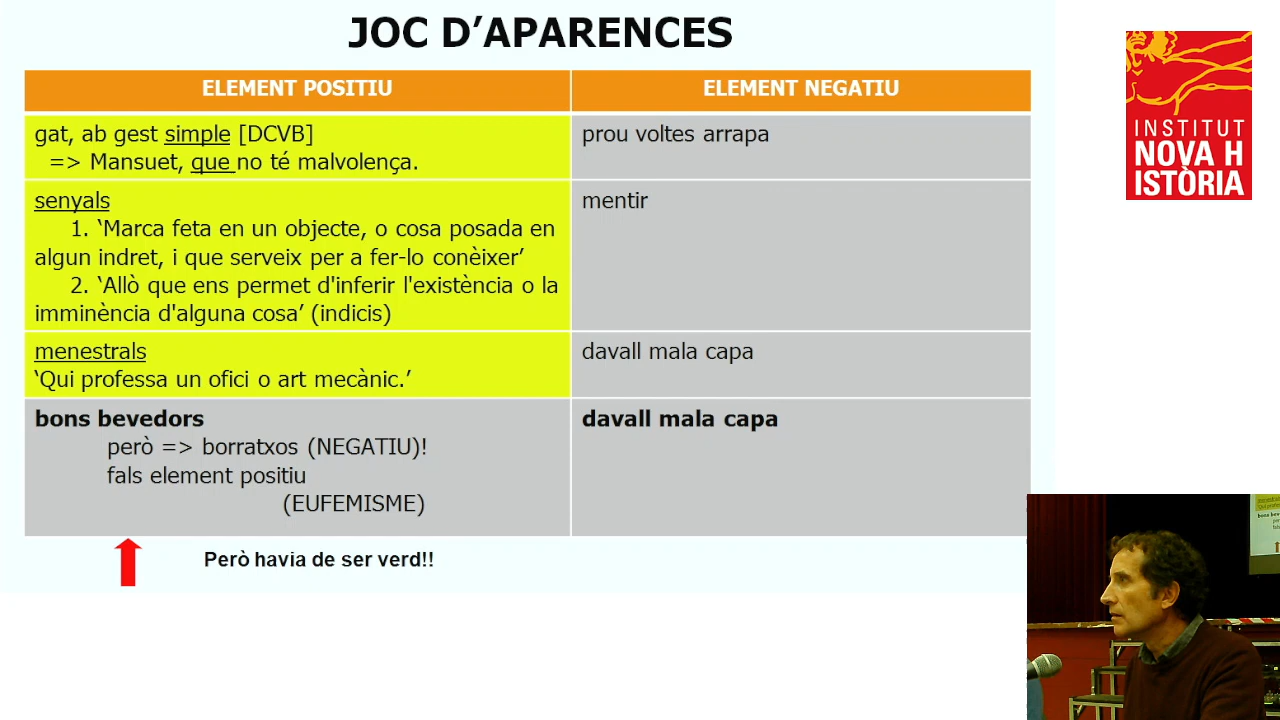 JOC D'APARENCES
ELEMENT POSITIU
ELEMENT NEGATIU
gat, ab gest simple [DCVB]
=> Mansuet, que no té malvolença.
prou voltes arrapa
senyals
1. ‘Marca feta en un objecte, o cosa posada en
algun indret, i que serveix per a fer-lo conèixer’
2. ‘Allò que ens permet d'inferir l'existència o la
imminència d'alguna cosa’ (indicis)
mentir
menestrals
‘Qui professa un ofici o art mecànic.’
davall mala capa
bons bevedors
però => borratxos (NEGATIU)!
fals element positiu
(EUFEMISME)
davall mala capa
Però havia de ser verd!!
INSTITUT
NOVA H
ISTÒRIA